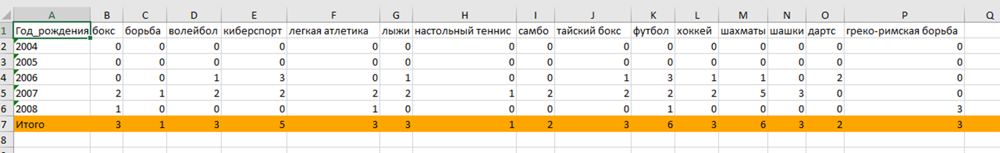 A B C D E F G H I J K L M N O P Q
1 Год_рождения бокс борьба волейбол киберспорт легкая атлетика лыжи настольный теннис самбо тайский бокс футбол хоккей шахматы шашки дартс греко-римская борьба
2 2004 0 0 0 0 0 0 0 0 0 0 0 0 0 0 0
3 2005 0 0 0 0 0 0 0 0 0 0 0 0 0 0 0
4 2006 0 0 1 3 0 1 0 0 1 3 1 1 0 2 0
5 2007 2 1 2 2 2 2 1 2 2 2 2 5 3 0 0
6 2008 1 0 0 0 1 0 0 0 0 1 0 0 0 0 3
7 Итого 3 1 3 5 3 3 1 2 3 6 3 6 3 2 3
8